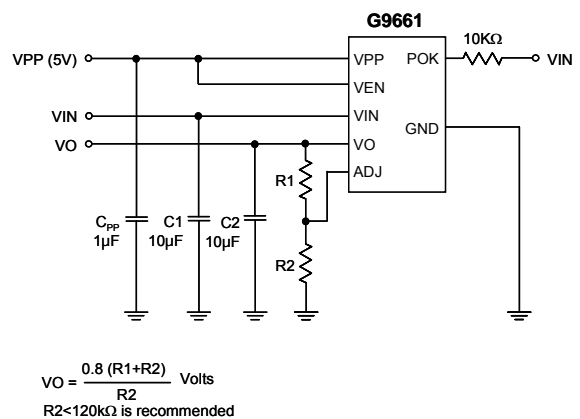 G9661
10KΩ
VPP (5V)
VPP
POK
VIN
VEN
VIN
VIN
GND
VO
VO
R1
ADJ
CPP
1µF
C1
10µF
C2
10µF
R2
VO = 0.8 (R1+R2) / R2 Volts
R2<120kΩ is recommended